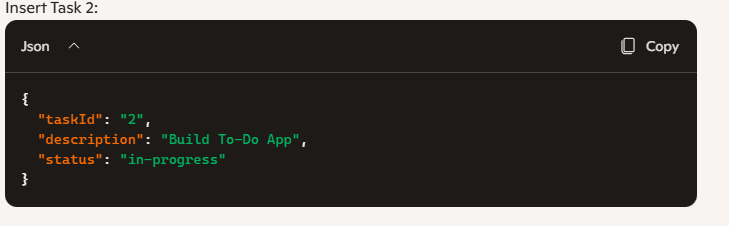 Insert Task 2:
Json
Copy
{
"taskId": "2",
"description": "Build To-Do App",
"status": "in-progress"
}